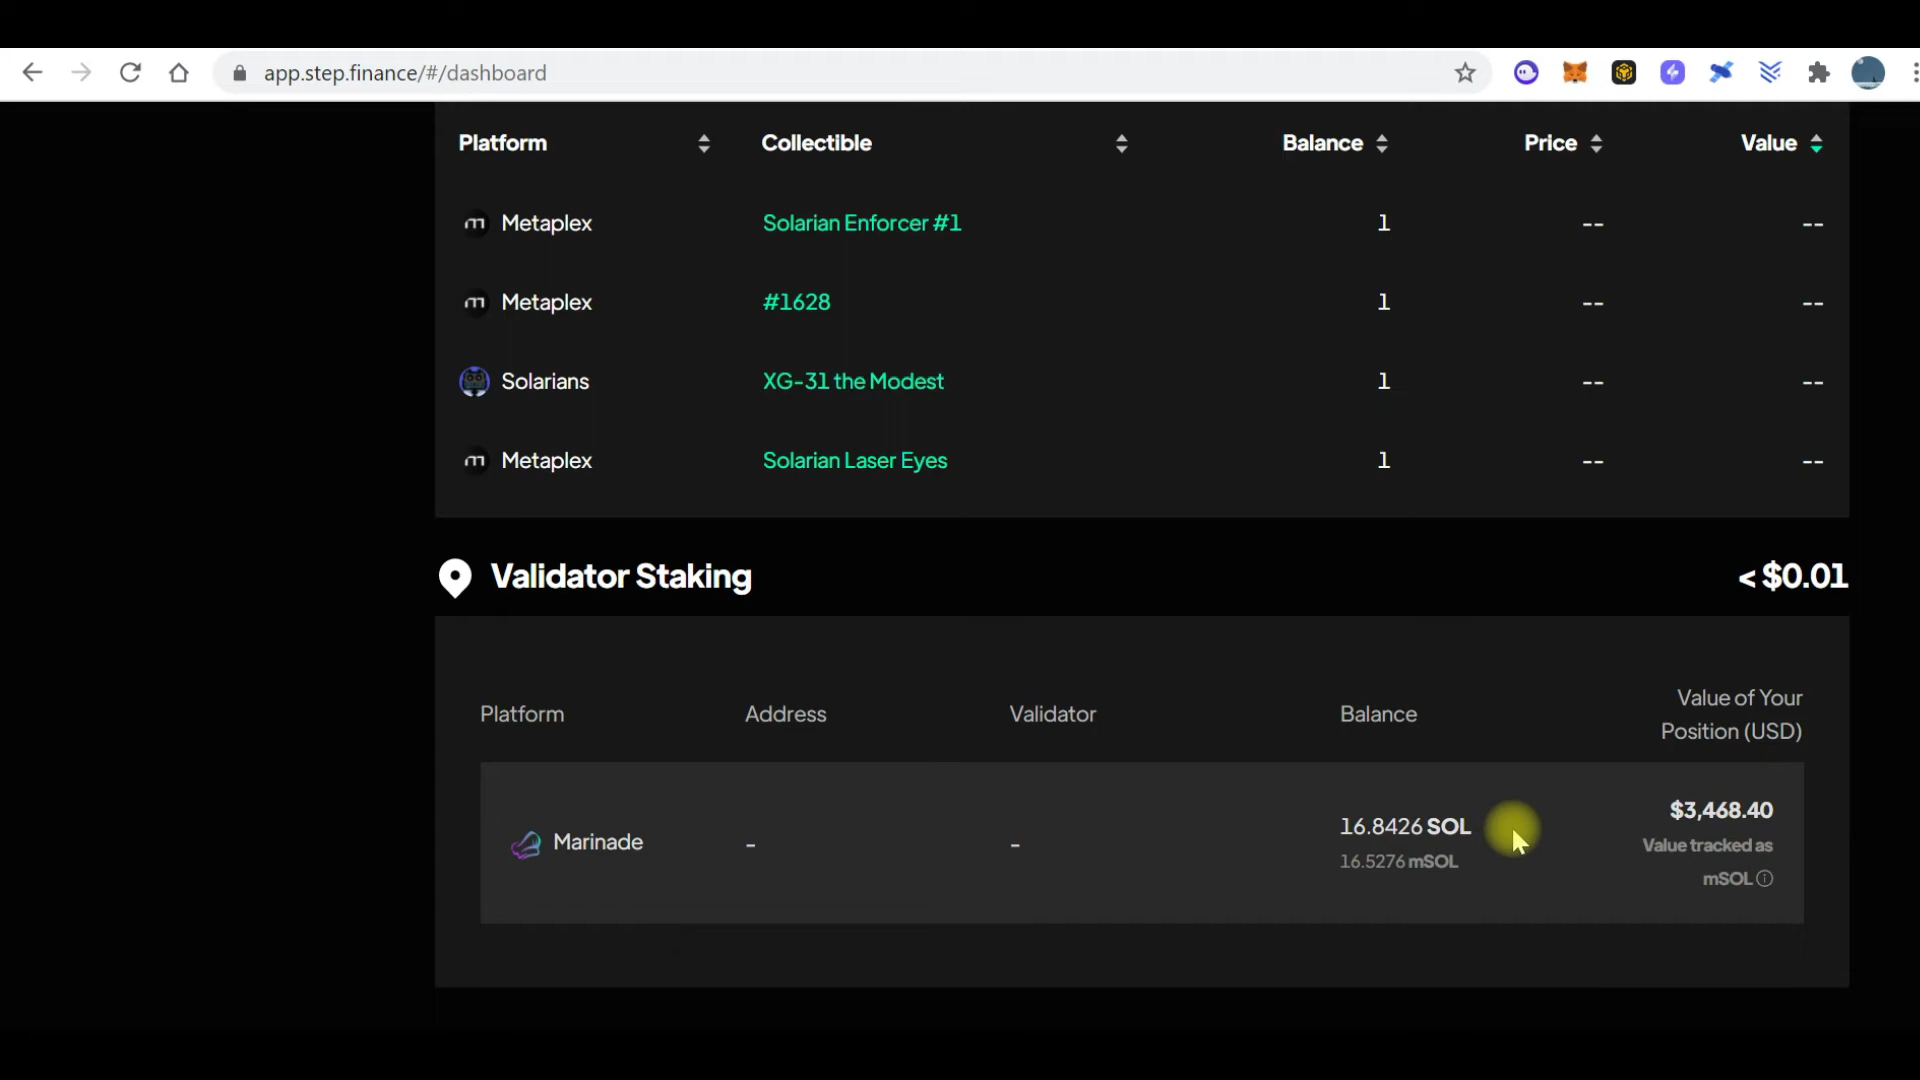 app.step.finance/#/dashboard
Platform Collectible Balance Price Value
Metaplex Solarian Enforcer #1 1 -- --
Metaplex #1628 1 -- --
Solarians XG-31 the Modest 1 -- --
Metaplex Solarian Laser Eyes 1 -- --
Validator Staking < $0.01
Platform Address Validator Balance Value of Your
Position (USD)
Marinade - - 16.8426 SOL $3,468.40
16.5276 mSOL Value tracked as
mSOL